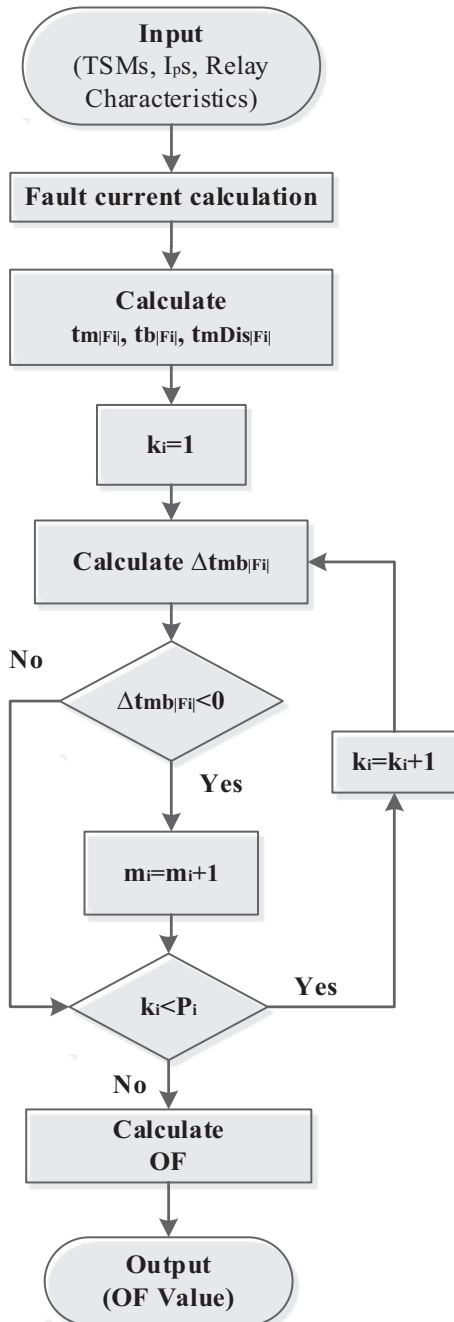 Input
(TSMs, Ips, Relay
Characteristics)
Fault current calculation
Calculate
tm|Fi|, tb|Fi|, tmDis|Fi|
ki=1
Calculate Δtmb|Fi|
No
Δtmb|Fi|<0
ki=ki+1
Yes
mi=mi+1
ki<Pi
Yes
No
Calculate
OF
Output
(OF Value)